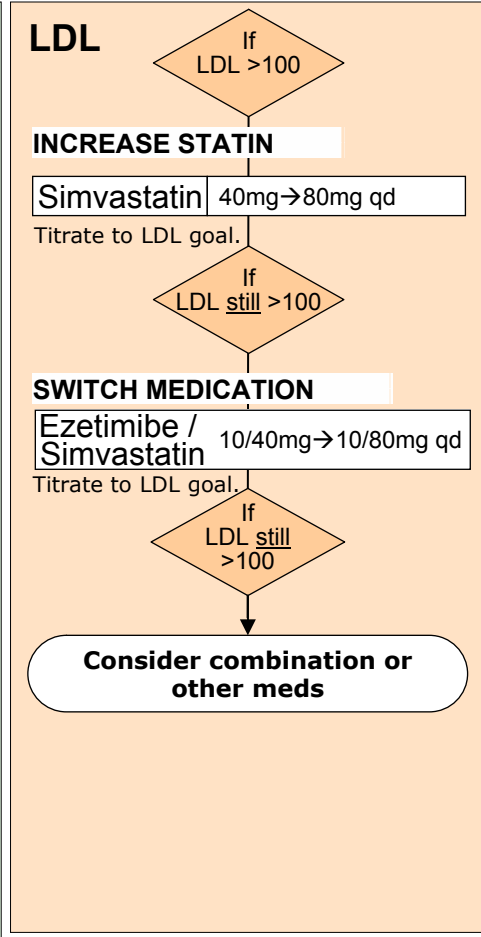 LDL
If
LDL >100
INCREASE STATIN
Simvastatin 40mg→80mg qd
Titrate to LDL goal.
If
LDL still >100
SWITCH MEDICATION
Ezetimibe /
Simvastatin 10/40mg→10/80mg qd
Titrate to LDL goal.
If
LDL still
>100
Consider combination or
other meds